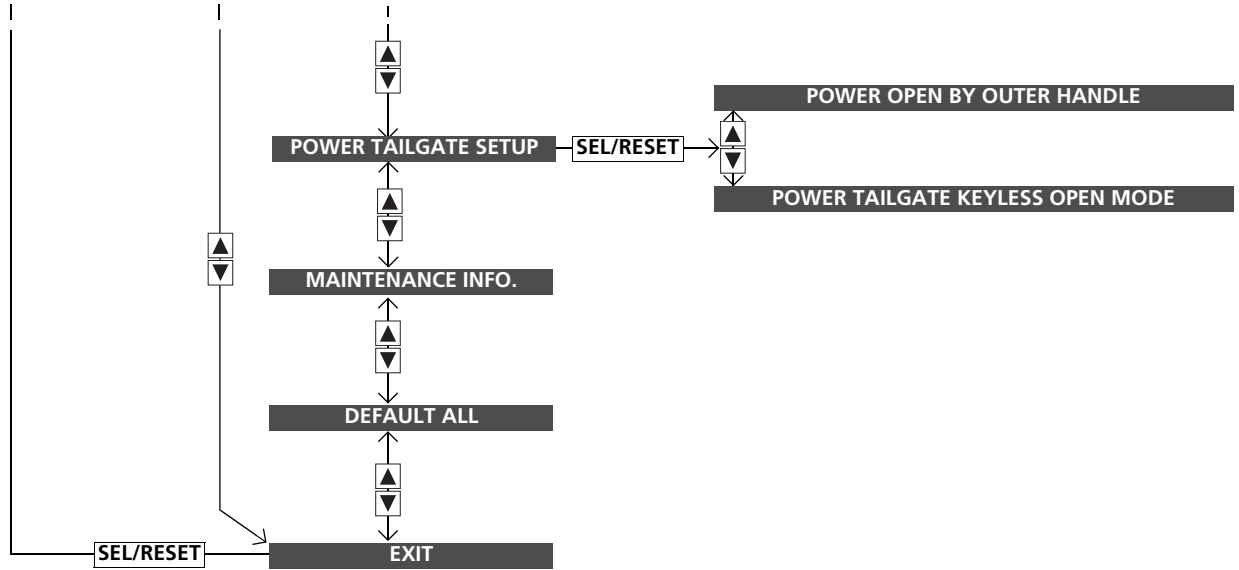 POWER OPEN BY OUTER HANDLE
POWER TAILGATE SETUP
SEL/RESET
POWER TAILGATE KEYLESS OPEN MODE
MAINTENANCE INFO.
DEFAULT ALL
SEL/RESET
EXIT